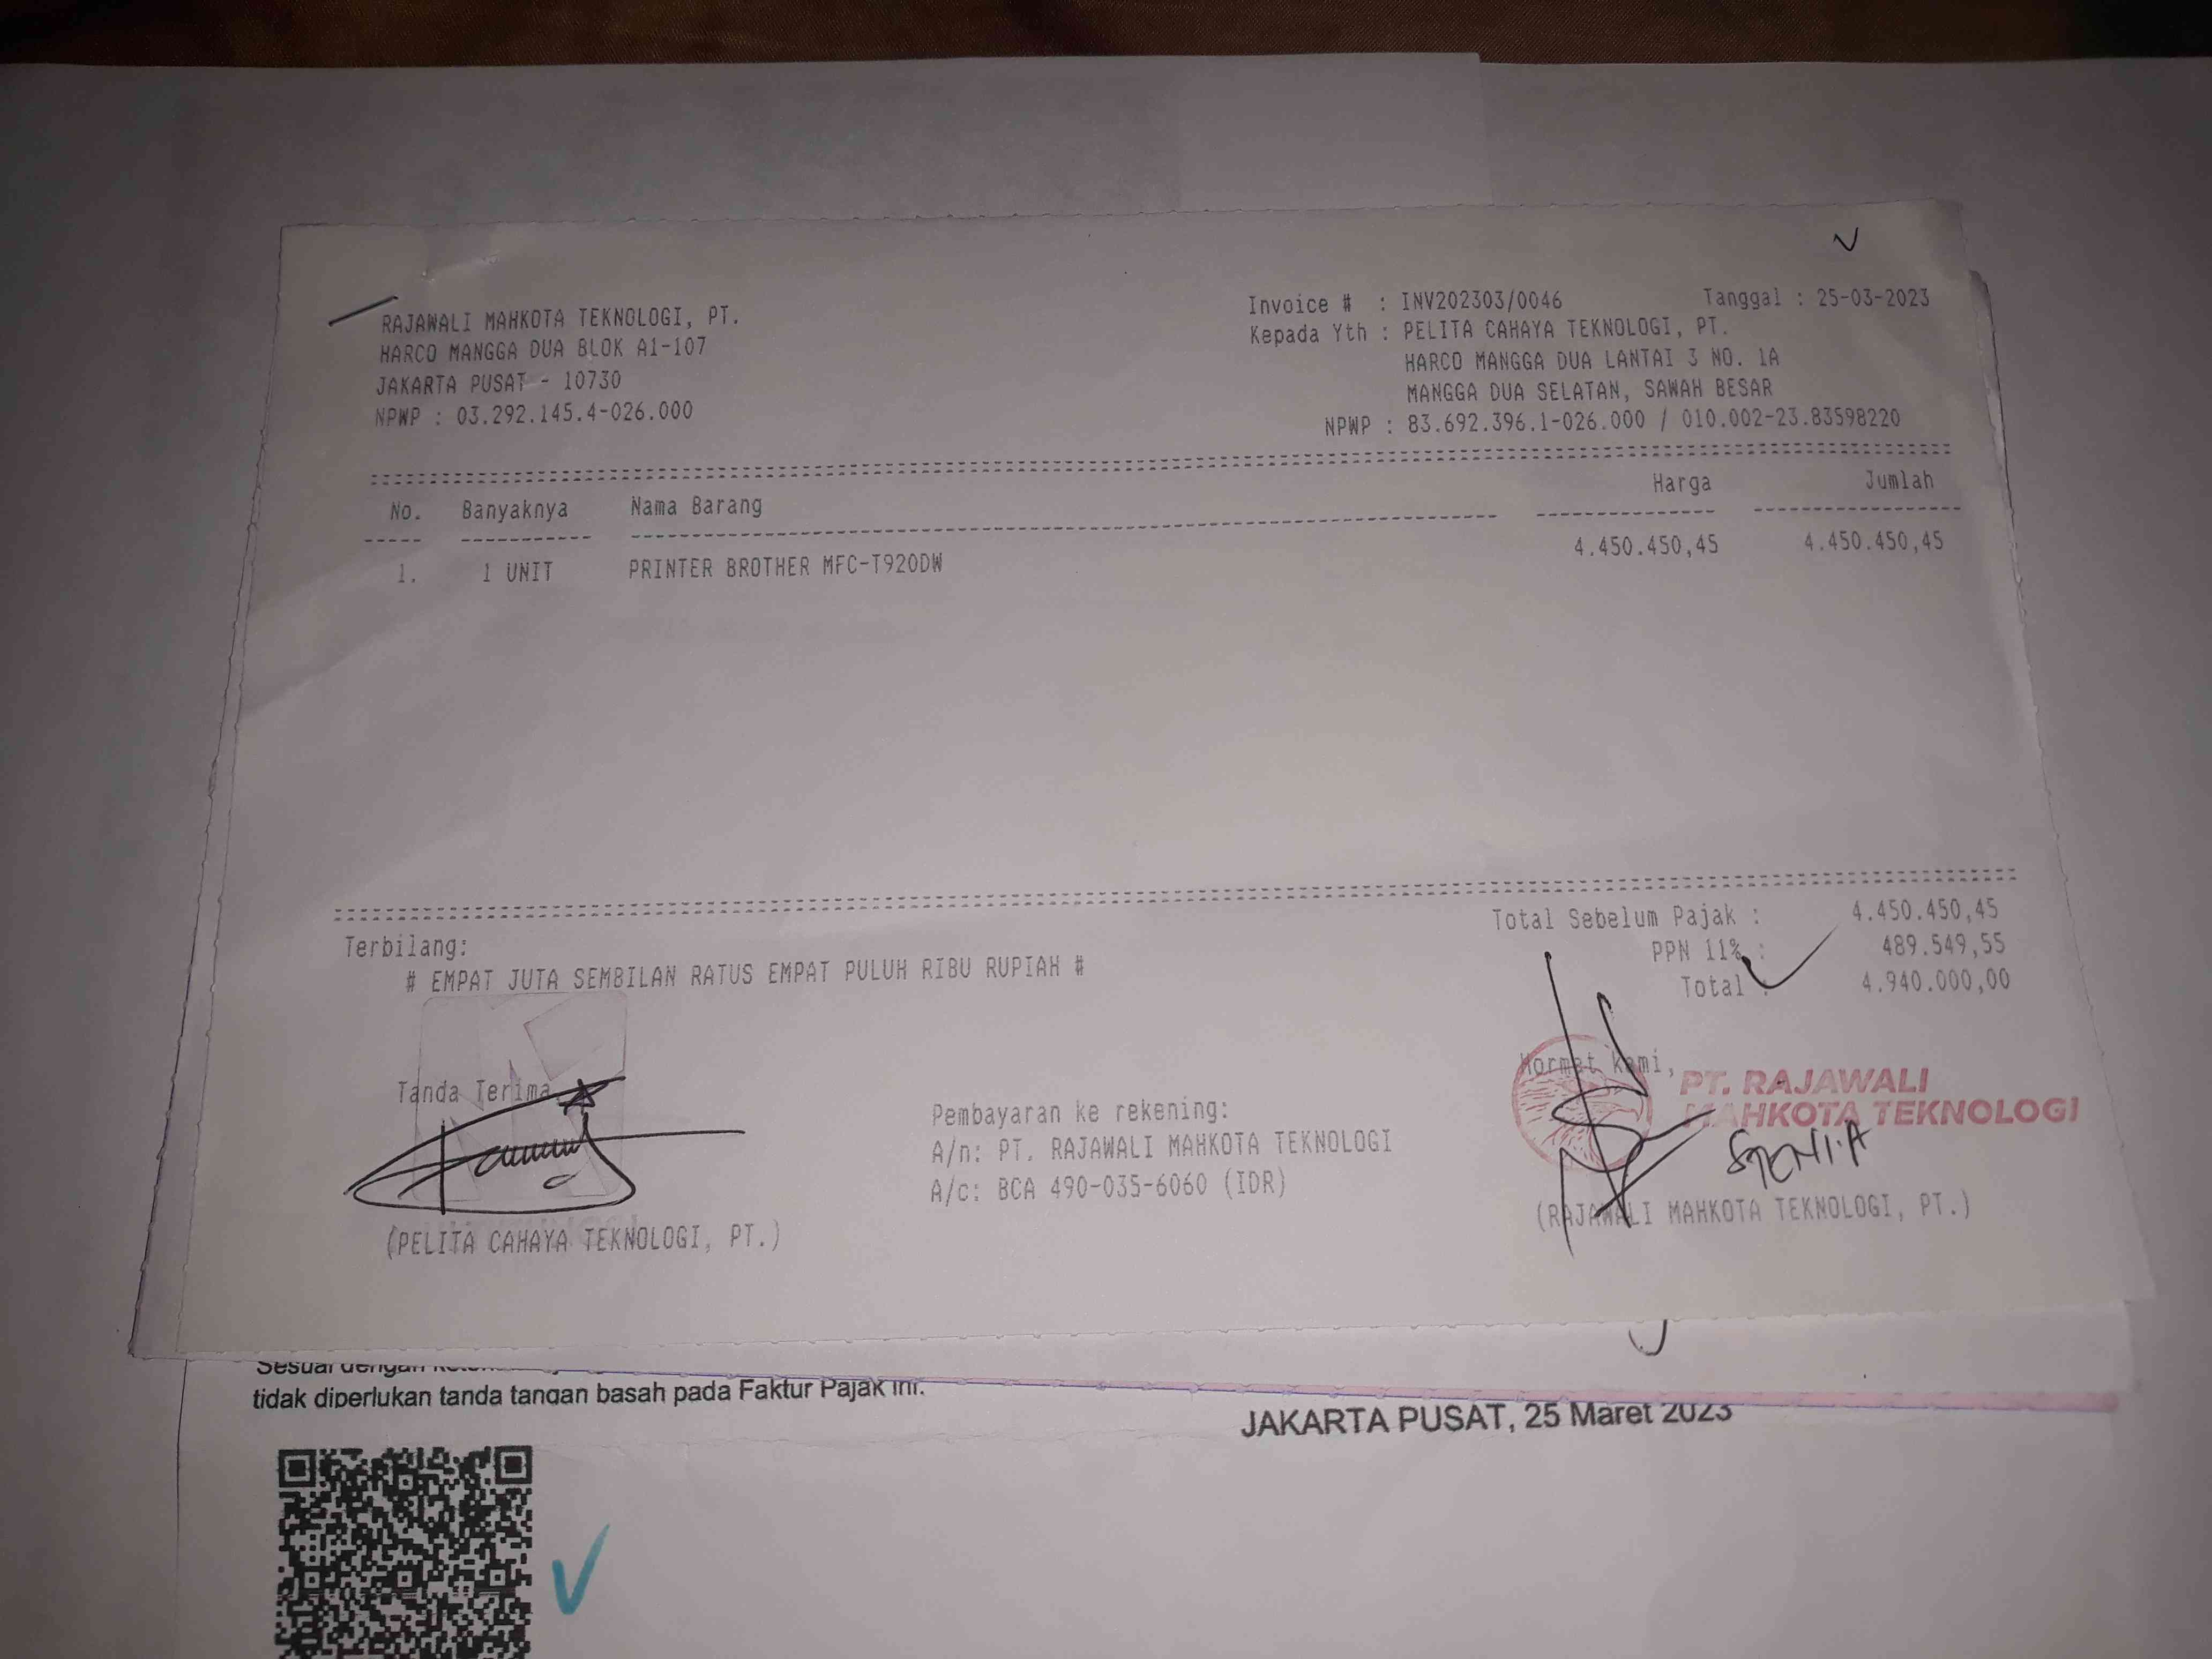 RAJAWALI MAHKOTA TEKNOLOGI, PT.
HARCO MANGGA DUA BLOK A1-107
JAKARTA PUSAT - 10730
NPWP : 03.292.145.4-026.000
Invoice # : INV202303/0046 Tanggal : 25-03-2023
Kepada Yth : PELITA CAHAYA TEKNOLOGI, PT.
HARCO MANGGA DUA LANTAI 3 NO. 1A
MANGGA DUA SELATAN, SAWAH BESAR
NPWP : 83.692.396.1-026.000 / 010.002-23.83598220
No. Banyaknya Nama Barang Harga Jumlah
1. 1 UNIT PRINTER BROTHER MFC-T920DW 4.450.450,45 4.450.450,45
Total Sebelum Pajak : 4.450.450,45
PPN 11% : 489.549,55
Total : 4.940.000,00
Terbilang:
# EMPAT JUTA SEMBILAN RATUS EMPAT PULUH RIBU RUPIAH #
Tanda Terima
(PELITA CAHAYA TEKNOLOGI, PT.)
Pembayaran ke rekening:
A/n: PT. RAJAWALI MAHKOTA TEKNOLOGI
A/c: BCA 490-035-6060 (IDR)
Hormat kami,
PT. RAJAWALI
MAHKOTA TEKNOLOGI
(RAJAWALI MAHKOTA TEKNOLOGI, PT.)
Sesuai dengan
tidak diperlukan tanda tangan basah pada Faktur Pajak ini.
JAKARTA PUSAT, 25 Maret 2023